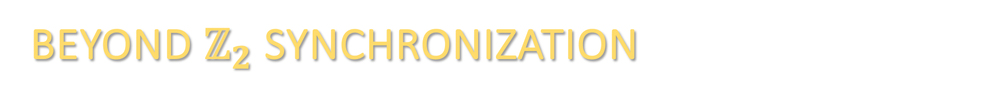 BEYOND ℤ₂ SYNCHRONIZATION